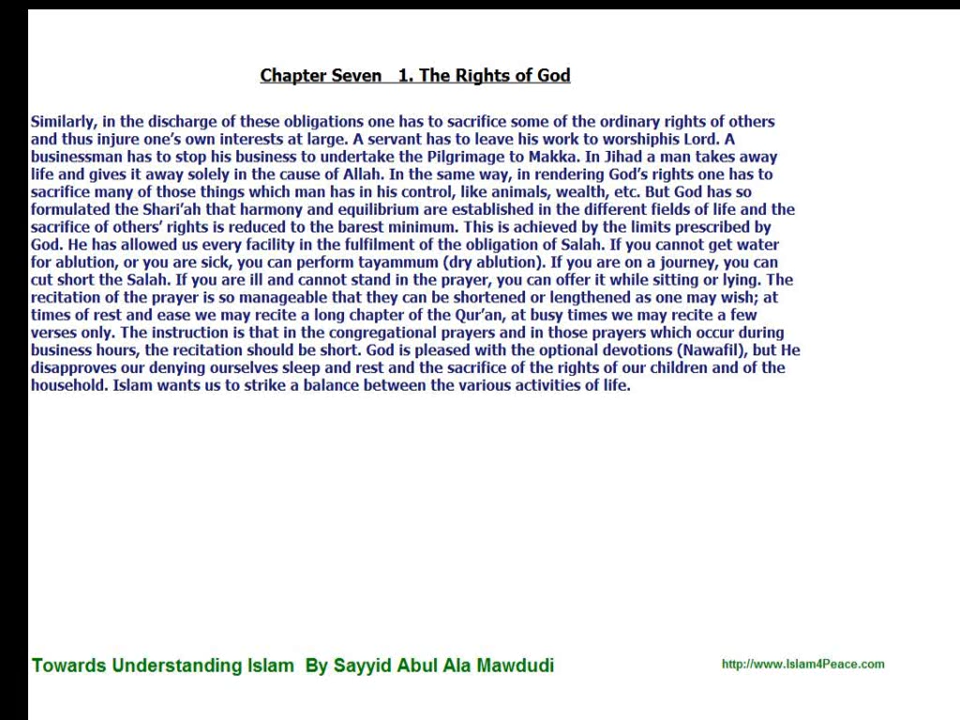 Chapter Seven 1. The Rights of God
Similarly, in the discharge of these obligations one has to sacrifice some of the ordinary rights of others
and thus injure one's own interests at large. A servant has to leave his work to worshiphis Lord. A
businessman has to stop his business to undertake the Pilgrimage to Makka. In Jihad a man takes away
life and gives it away solely in the cause of Allah. In the same way, in rendering God's rights one has to
sacrifice many of those things which man has in his control, like animals, wealth, etc. But God has so
formulated the Shari'ah that harmony and equilibrium are established in the different fields of life and the
sacrifice of others' rights is reduced to the barest minimum. This is achieved by the limits prescribed by
God. He has allowed us every facility in the fulfilment of the obligation of Salah. If you cannot get water
for ablution, or you are sick, you can perform tayammum (dry ablution). If you are on a journey, you can
cut short the Salah. If you are ill and cannot stand in the prayer, you can offer it while sitting or lying. The
recitation of the prayer is so manageable that they can be shortened or lengthened as one may wish; at
times of rest and ease we may recite a long chapter of the Qur'an, at busy times we may recite a few
verses only. The instruction is that in the congregational prayers and in those prayers which occur during
business hours, the recitation should be short. God is pleased with the optional devotions (Nawafil), but He
disapproves our denying ourselves sleep and rest and the sacrifice of the rights of our children and of the
household. Islam wants us to strike a balance between the various activities of life.
Towards Understanding Islam By Sayyid Abul Ala Mawdudi
http://www.Islam4Peace.com